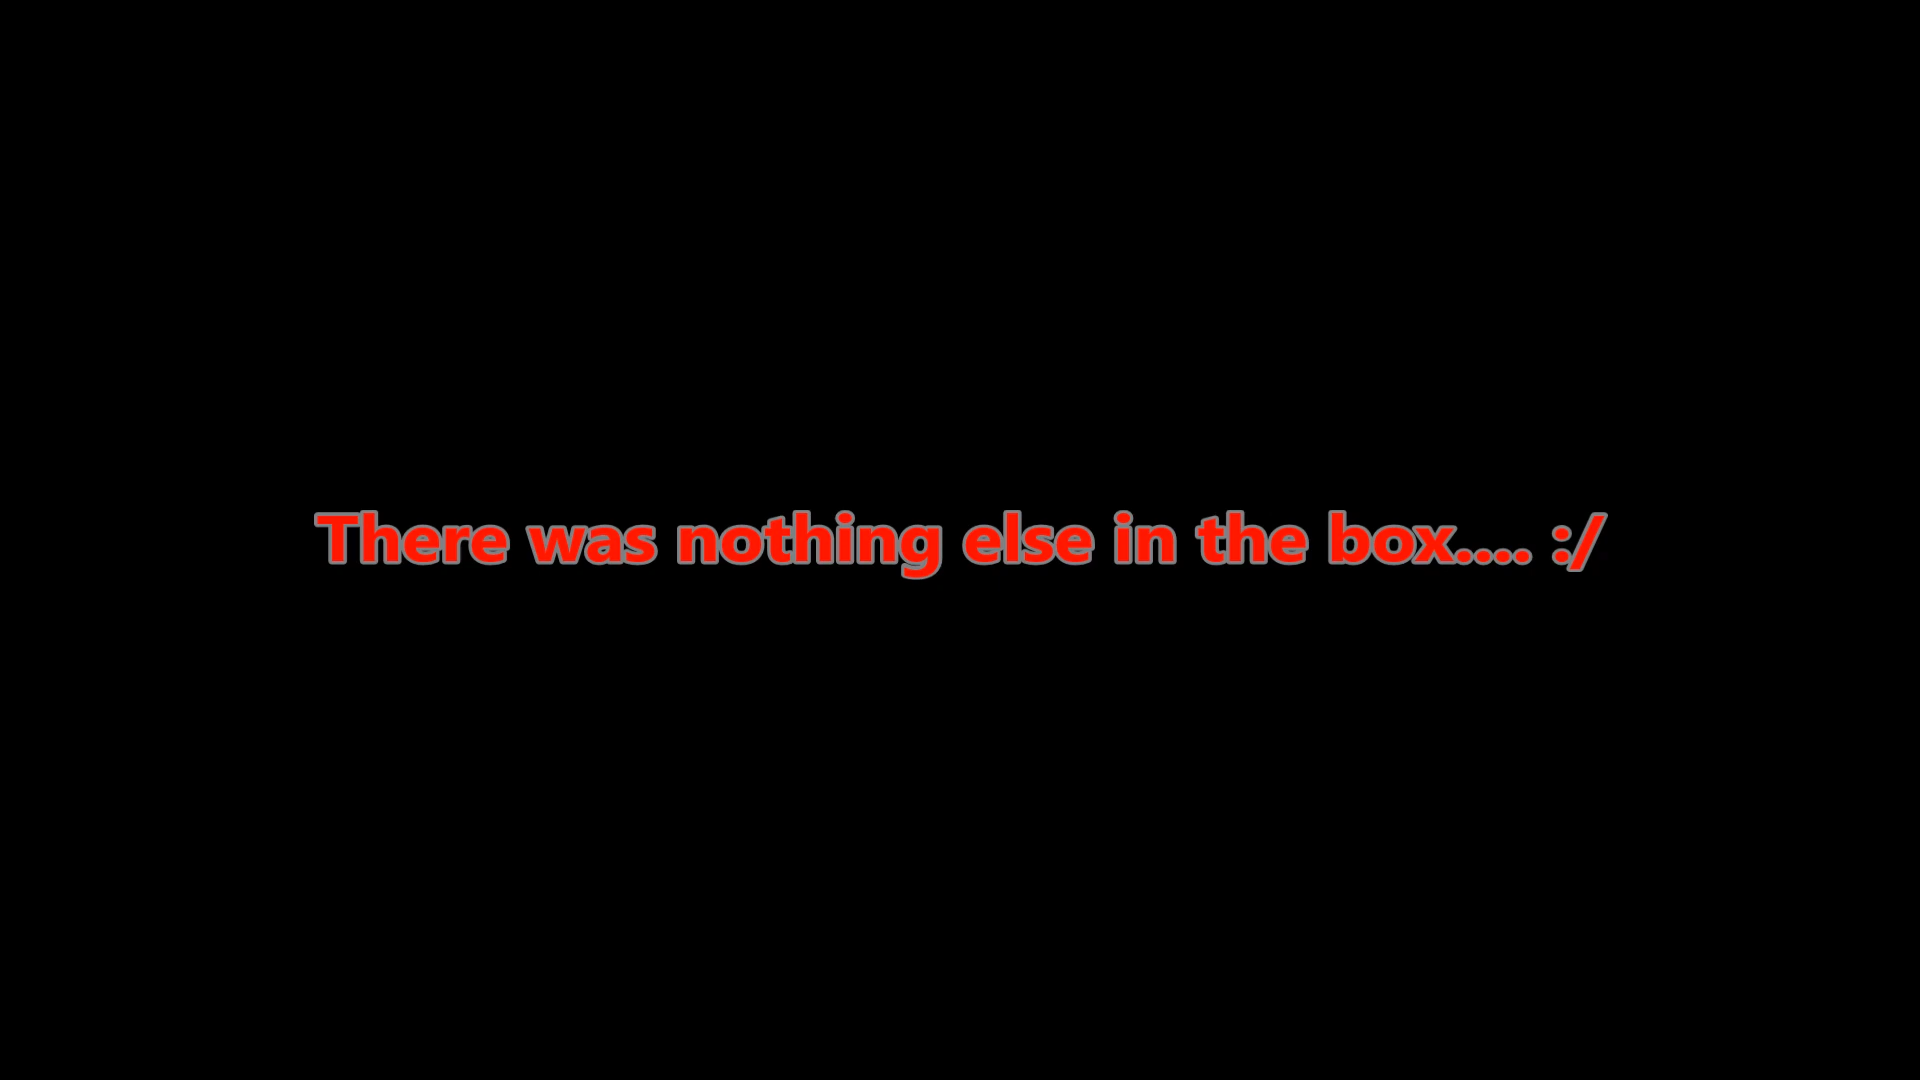 There was nothing else in the box.... :/